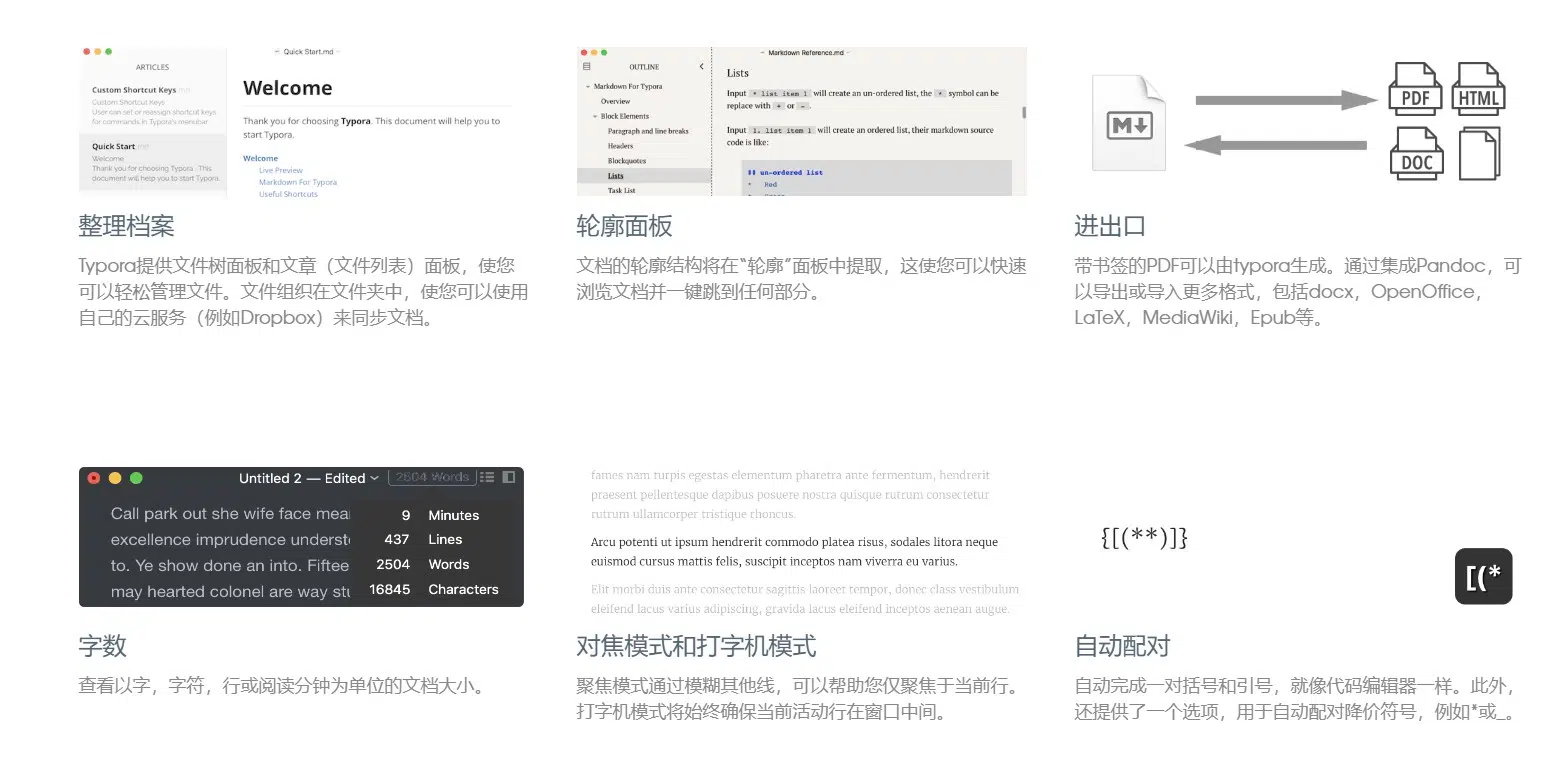 Quick Start.md
ARTICLES
Custom Shortcut Keys
Custom Shortcut Keys
User can set or reassign shortcut keys
for commands in Typora's menubar
Quick Start
Welcome
Thank you for choosing Typora . This
document will help you to start Typora.
Welcome
Thank you for choosing Typora. This document will help you to
start Typora.
Welcome
Live Preview
Markdown For Typora
Useful Shortcuts
整理档案
Typora提供文件树面板和文章（文件列表）面板，使您
可以轻松管理文件。文件组织在文件夹中，使您可以使用
自己的云服务（例如Dropbox）来同步文档。
Markdown Reference.md
OUTLINE
Markdown For Typora
Overview
Block Elements
Paragraph and line breaks
Headers
Blockquotes
Lists
Task List
Lists
Input * list item 1 will create an un-ordered list, the * symbol can be
replace with + or -.
Input 1. list item 1 will create an ordered list, their markdown source
code is like:
## un-ordered list
* Red
轮廓面板
文档的轮廓结构将在“轮廓”面板中提取，这使您可以快速
浏览文档并一键跳到任何部分。
M
PDF
HTML
DOC
进出口
带书签的PDF可以由typora生成。通过集成Pandoc，可
以导出或导入更多格式，包括docx，OpenOffice，
LaTeX，MediaWiki，Epub等。
Untitled 2 — Edited
2504 Words
Call park out she wife face mea
excellence imprudence underst
to. Ye show done an into. Fiftee
may hearted colonel are way stu
9 Minutes
437 Lines
2504 Words
16845 Characters
字数
查看以字，字符，行或阅读分钟为单位的文档大小。
fames nam turpis egestas elementum pharetra ante fermentum, hendrerit
praesent pellentesque dapibus posuere nostra quisque rutrum consectetur
rutrum ullamcorper tristique rhoncus.
Arcu potenti ut ipsum hendrerit commodo platea risus, sodales litora neque
euismod cursus mattis felis, suscipit inceptos nam viverra eu varius.
Elit morbi duis ante consectetur sagittis laoreet tempor, donec class vestibulum
eleifend lacus varius adipiscing, gravida lacus eleifend inceptos aenean augue.
对焦模式和打字机模式
聚焦模式通过模糊其他线，可以帮助您仅聚焦于当前行。
打字机模式将始终确保当前活动行在窗口中间。
{[(**)]}
[(*
自动配对
自动完成一对括号和引号，就像代码编辑器一样。此外，
还提供了一个选项，用于自动配对降价符号，例如*或_。